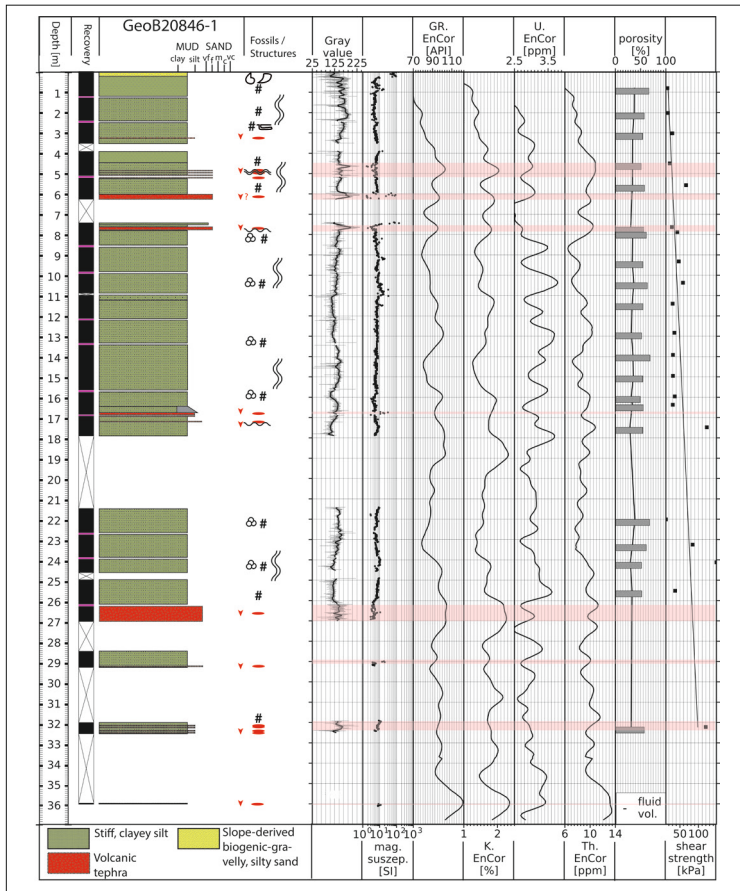 GeoB20846-1
Depth [m]
Recovery
MUD SAND
clay silt vf f m c vc
Fossils /
Structures
Gray
value
25 125 225
GR.
EnCor
[API]
70 90 110
U.
EnCor
[ppm]
2.5 3.5
porosity
[%]
0 50 100
1
2
3
4
5
6
7
8
9
10
11
12
13
14
15
16
17
18
19
20
21
22
23
24
25
26
27
28
29
30
31
32
33
34
35
36
#
#
#
#
#
?
#
#
#
#
#
#
#
#
10⁰ 10¹ 10² 10³
mag.
suszep.
[SI]
1 2
K.
EnCor
[%]
6 10 14
Th.
EnCor
[ppm]
- fluid
vol.
50 100
shear
strength
[kPa]
Stiff, clayey silt
Volcanic
tephra
Slope-derived
biogenic-gra-
velly, silty sand